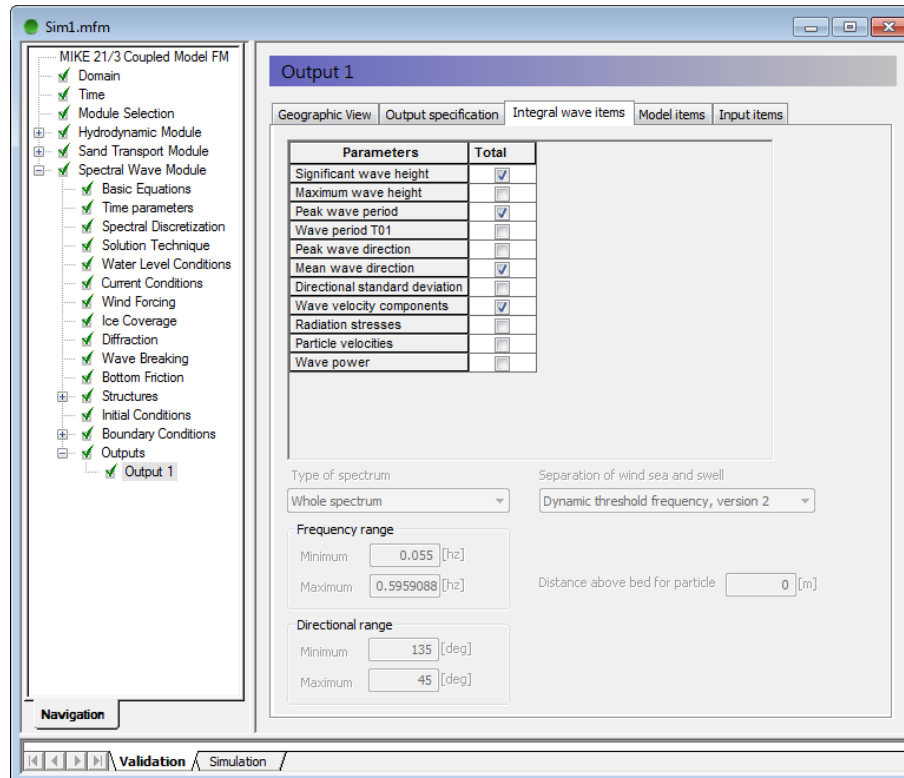 Sim1.mfm
MIKE 21/3 Coupled Model FM
Domain
Time
Module Selection
Hydrodynamic Module
Sand Transport Module
Spectral Wave Module
Basic Equations
Time parameters
Spectral Discretization
Solution Technique
Water Level Conditions
Current Conditions
Wind Forcing
Ice Coverage
Diffraction
Wave Breaking
Bottom Friction
Structures
Initial Conditions
Boundary Conditions
Outputs
Output 1
Navigation
Output 1
Geographic View Output specification Integral wave items Model items Input items
Parameters Total
Significant wave height
Maximum wave height
Peak wave period
Wave period T01
Peak wave direction
Mean wave direction
Directional standard deviation
Wave velocity components
Radiation stresses
Particle velocities
Wave power
Type of spectrum Separation of wind sea and swell
Whole spectrum Dynamic threshold frequency, version 2
Frequency range
Minimum 0.055 [hz]
Maximum 0.5959088 [hz] Distance above bed for particle 0 [m]
Directional range
Minimum 135 [deg]
Maximum 45 [deg]
Validation Simulation